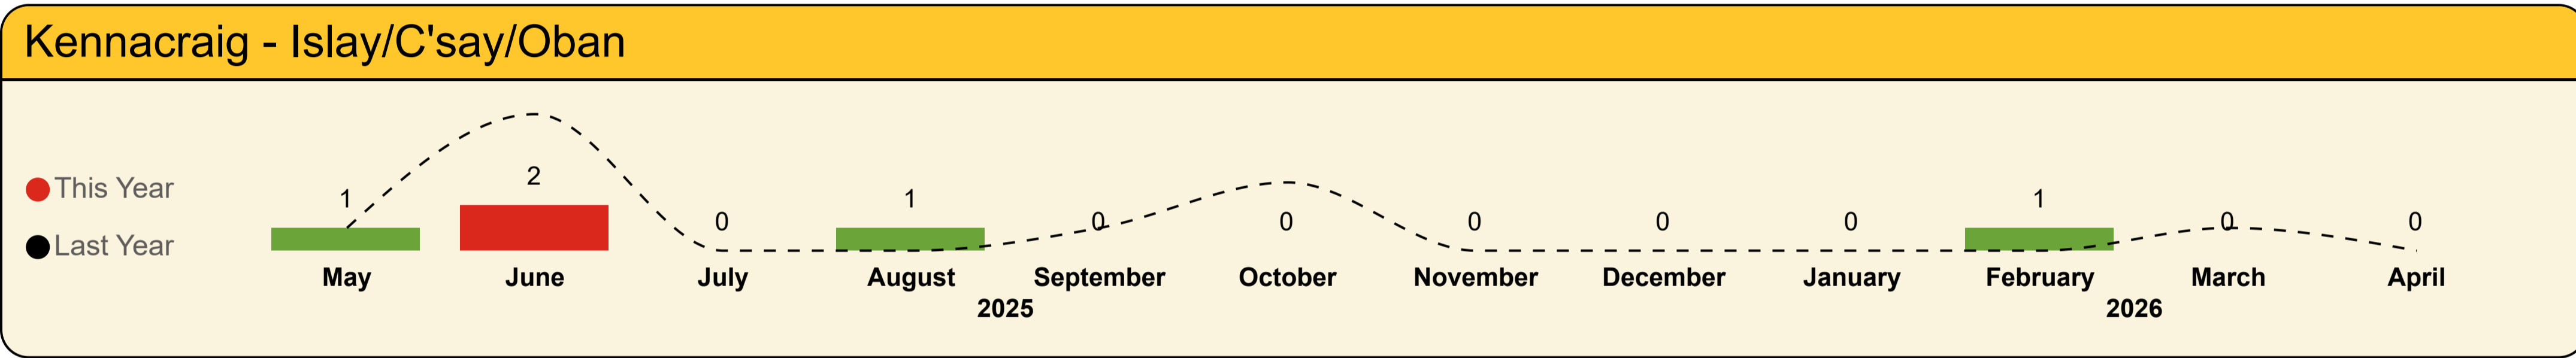 Kennacraig - Islay/C'say/Oban
This Year
Last Year
1 2 0 1 0 0 0 0 0 1 0 0
May June July August September October November December January February March April
2025 2026